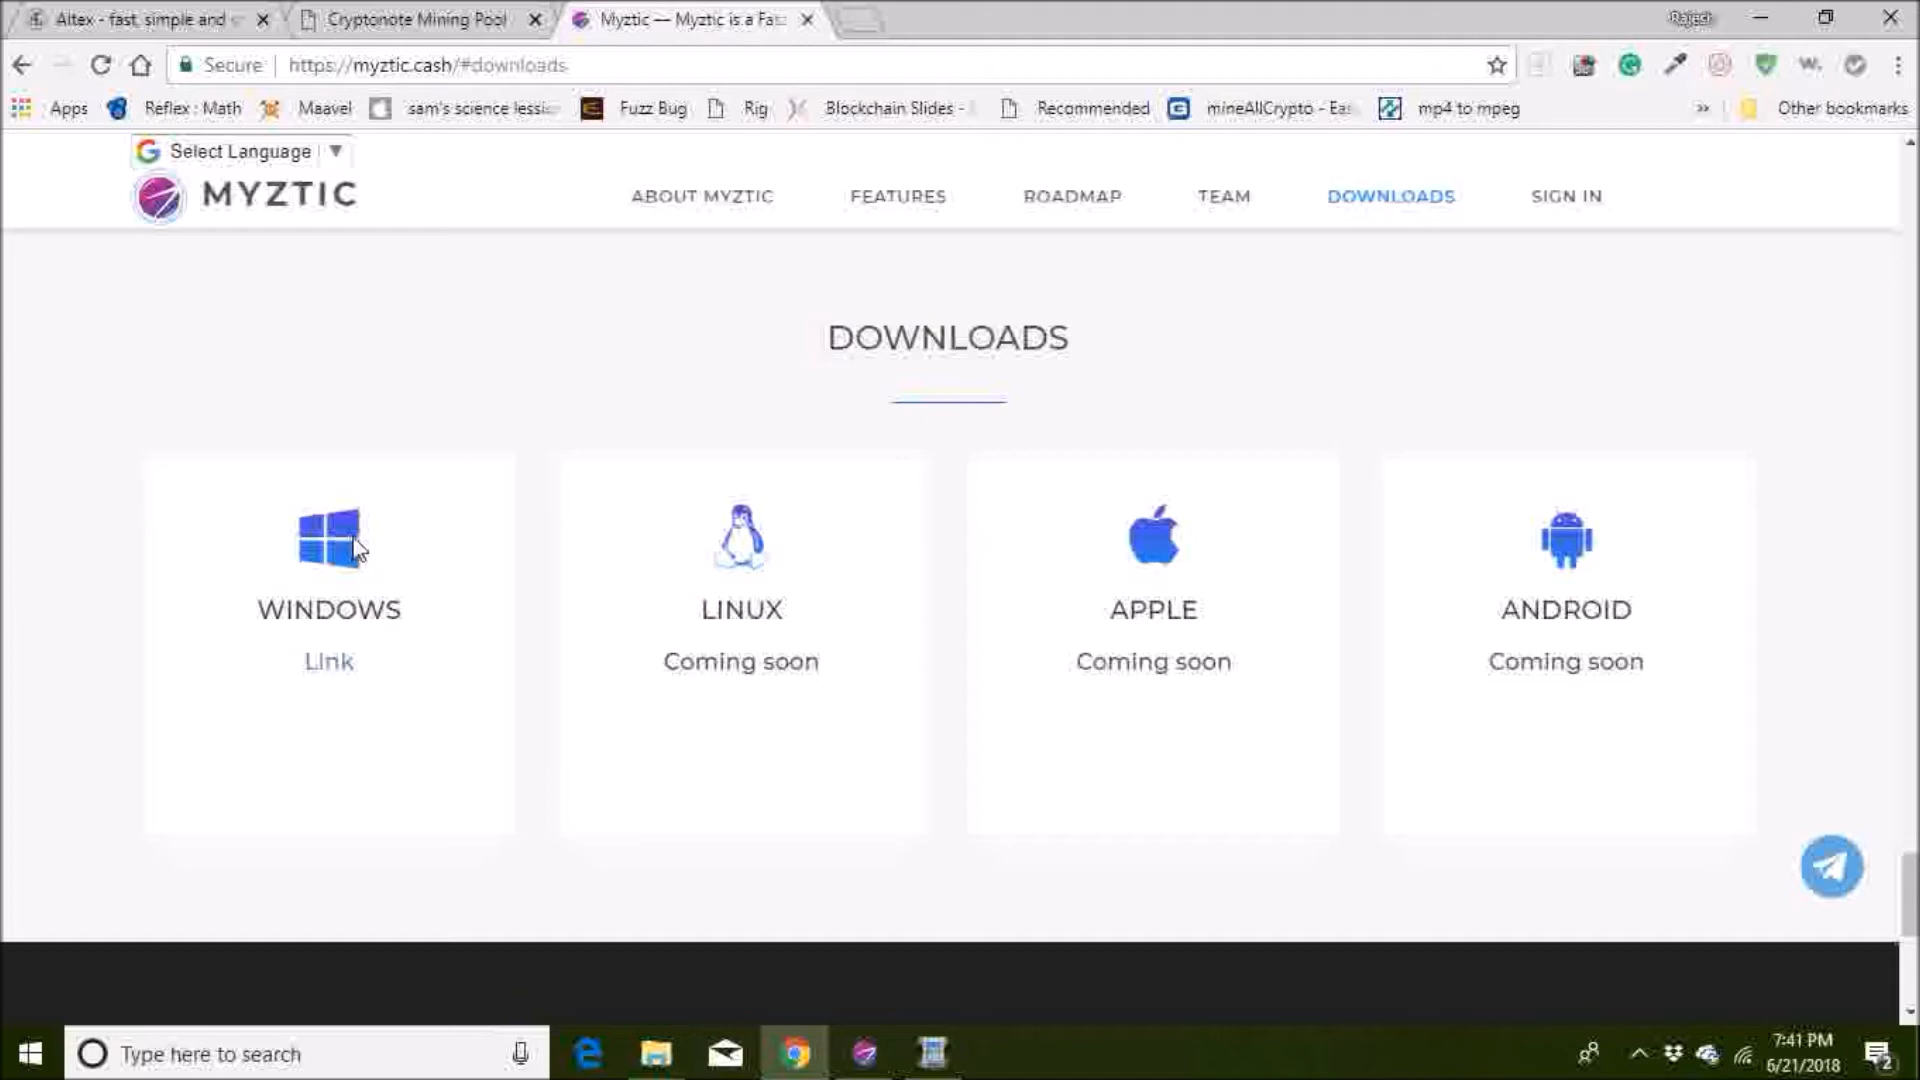 Altex - fast, simple and
Cryptonote Mining Pool
Myztic — Myztic is a Fas
Rajesh
Secure
https://myztic.cash/#downloads
Apps
Reflex : Math
Maavel
sam's science lessi
Fuzz Bug
Rig
Blockchain Slides -
Recommended
mineAllCrypto - Eas
mp4 to mpeg
»
Other bookmarks
Select Language
MYZTIC
ABOUT MYZTIC
FEATURES
ROADMAP
TEAM
DOWNLOADS
SIGN IN
DOWNLOADS
WINDOWS
Link
LINUX
Coming soon
APPLE
Coming soon
ANDROID
Coming soon
Type here to search
7:41 PM
6/21/2018
2